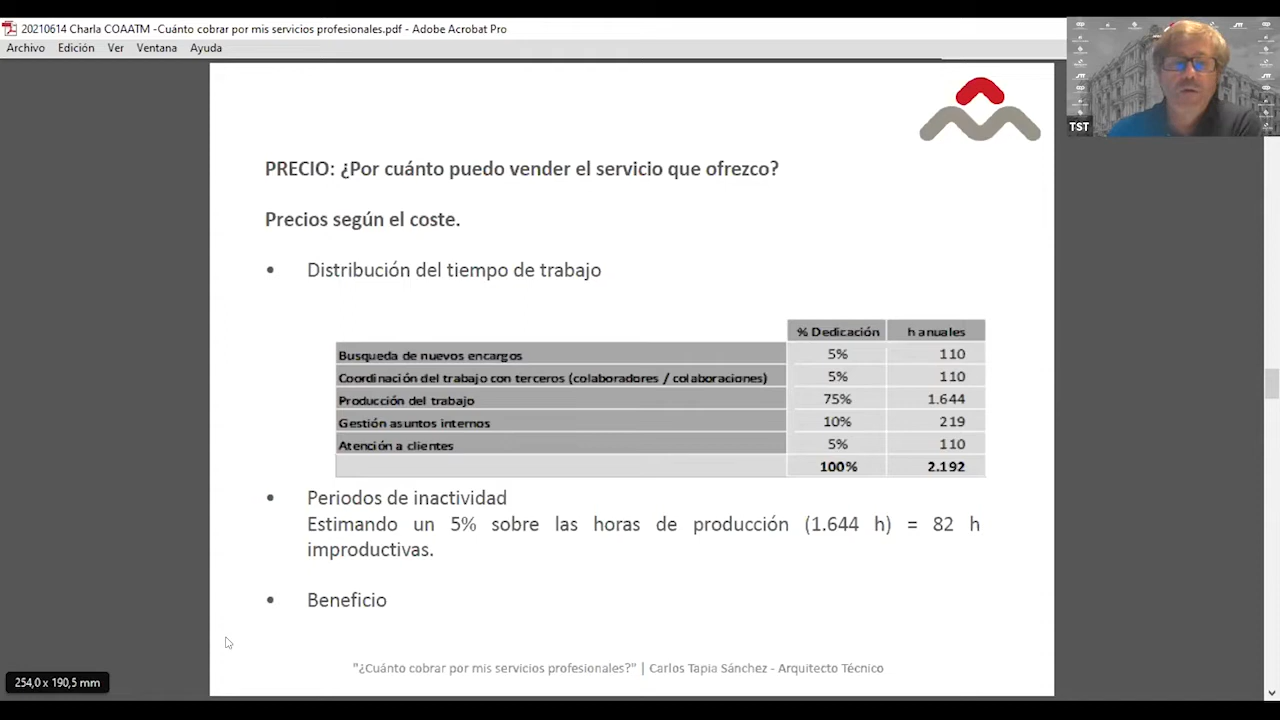 20210614 Charla COAATM -Cuánto cobrar por mis servicios profesionales.pdf - Adobe Acrobat Pro
Archivo Edición Ver Ventana Ayuda
TST
PRECIO: ¿Por cuánto puedo vender el servicio que ofrezco?
Precios según el coste.
• Distribución del tiempo de trabajo
% Dedicación h anuales
Busqueda de nuevos encargos 5% 110
Coordinación del trabajo con terceros (colaboradores / colaboraciones) 5% 110
Producción del trabajo 75% 1.644
Gestión asuntos internos 10% 219
Atención a clientes 5% 110
100% 2.192
• Periodos de inactividad
Estimando un 5% sobre las horas de producción (1.644 h) = 82 h
improductivas.
• Beneficio
"¿Cuánto cobrar por mis servicios profesionales?" | Carlos Tapia Sánchez - Arquitecto Técnico
254,0 x 190,5 mm